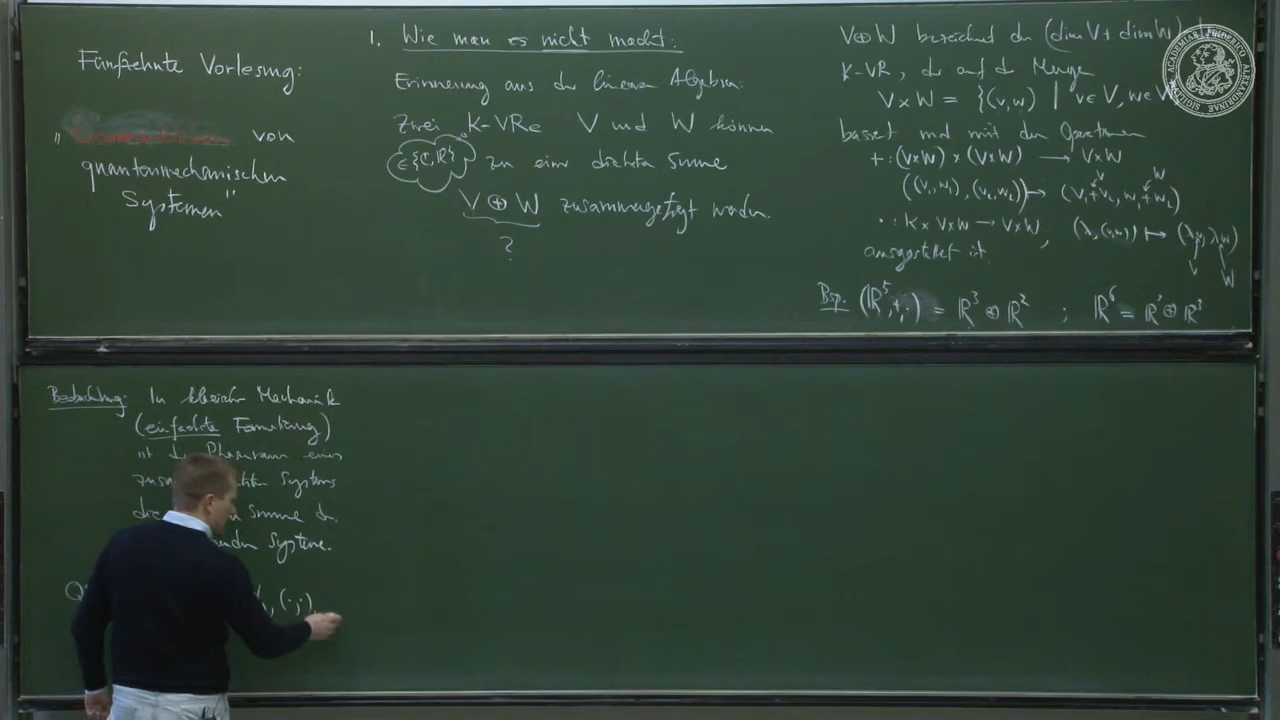 Fünfzehnte Vorlesung:
" von
quantenmechanischen
Systemen"
1. Wie man es nicht macht:
Erinnerung aus der linearen Algebra:
Zwei K-VRe V und W können
∈{ℂ,ℝ} zu einer direkten Summe
V ⊕ W zusammengefügt werden.
?
V⊕W bezeichnet den (dim V + dim W)
K-VR, der auf der Menge
V×W = {(v,w) | v∈V, w∈
basiert und mit den Operationen
+: (V×W) × (V×W) → V×W
((v₁,w₁), (v₂,w₂)) ↦ (v₁+v₂, w₁+w₂)
V W
·: K × V×W → V×W, (λ,(v,w)) ↦ (λv, λw)
ausgestattet ist.
V W
Bsp. (ℝ⁵,+,·) = ℝ³ ⊕ ℝ² ; ℝ⁶ = ℝ³ ⊕ ℝ³
Beobachtung: In klassischer Mechanik
(einfachste Formulierung)
ist der Phasenraum eines
Systems
Summe der
Systeme.